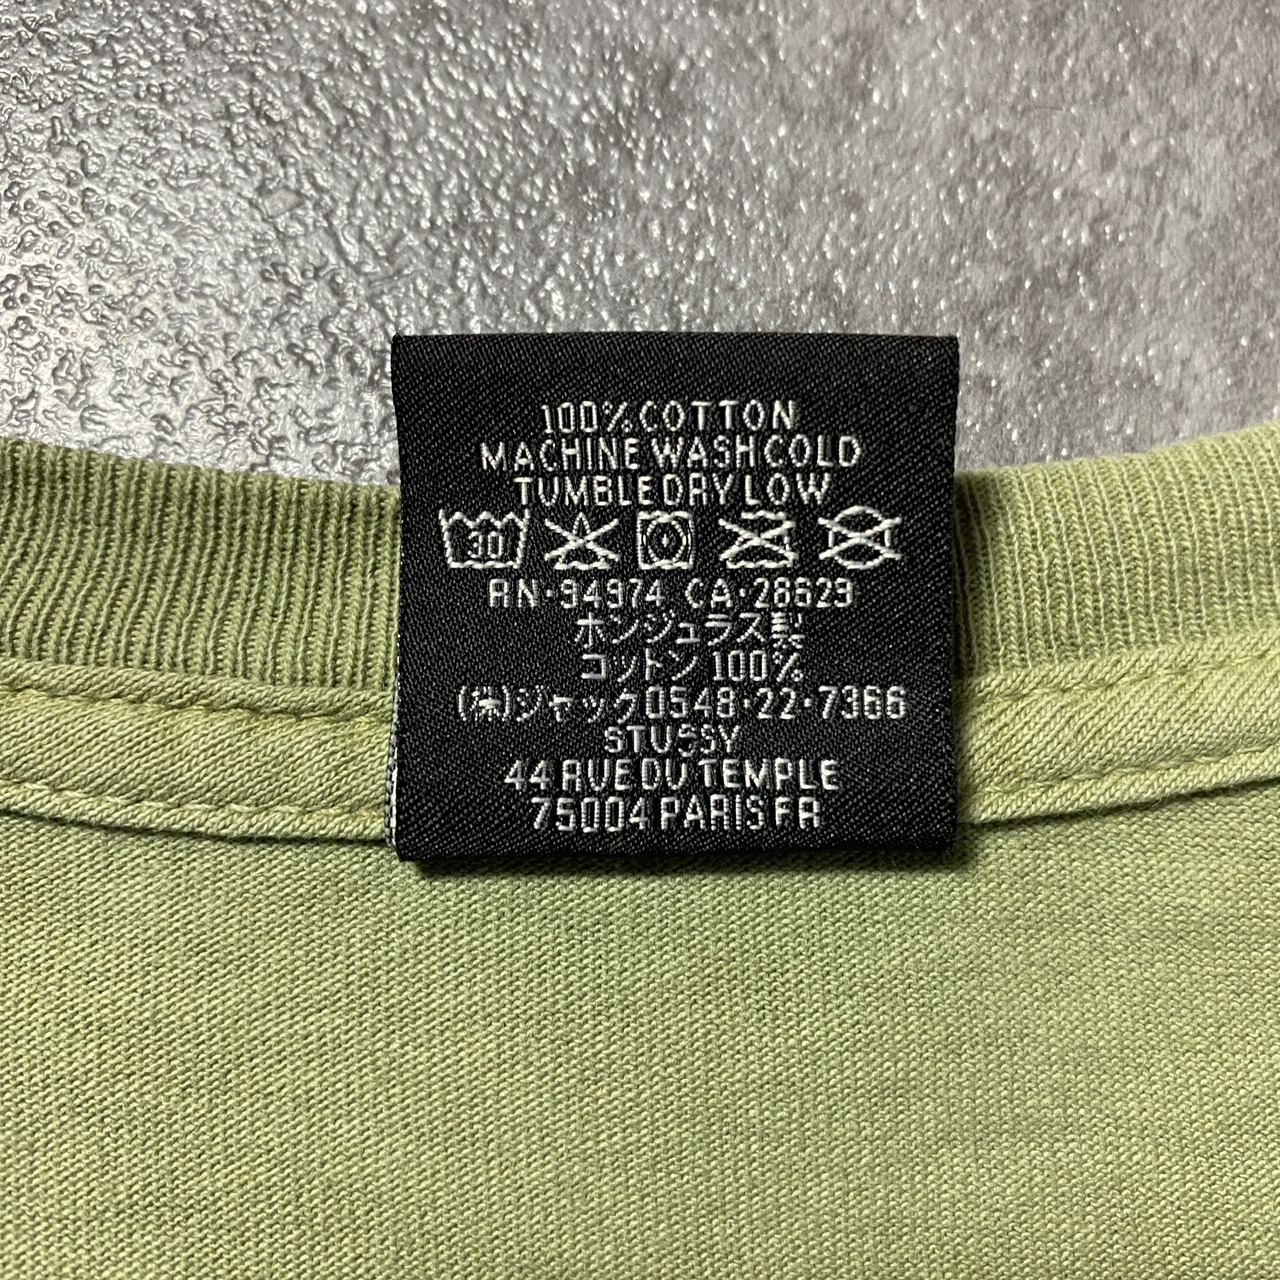 100% COTTON
MACHINE WASH COLD
TUMBLE DRY LOW
30
RN·94974 CA·28629
ホンジュラス製
コットン 100%
(株)ジャック0548·22·7366
STUSSY
44 RUE DU TEMPLE
75004 PARIS FR